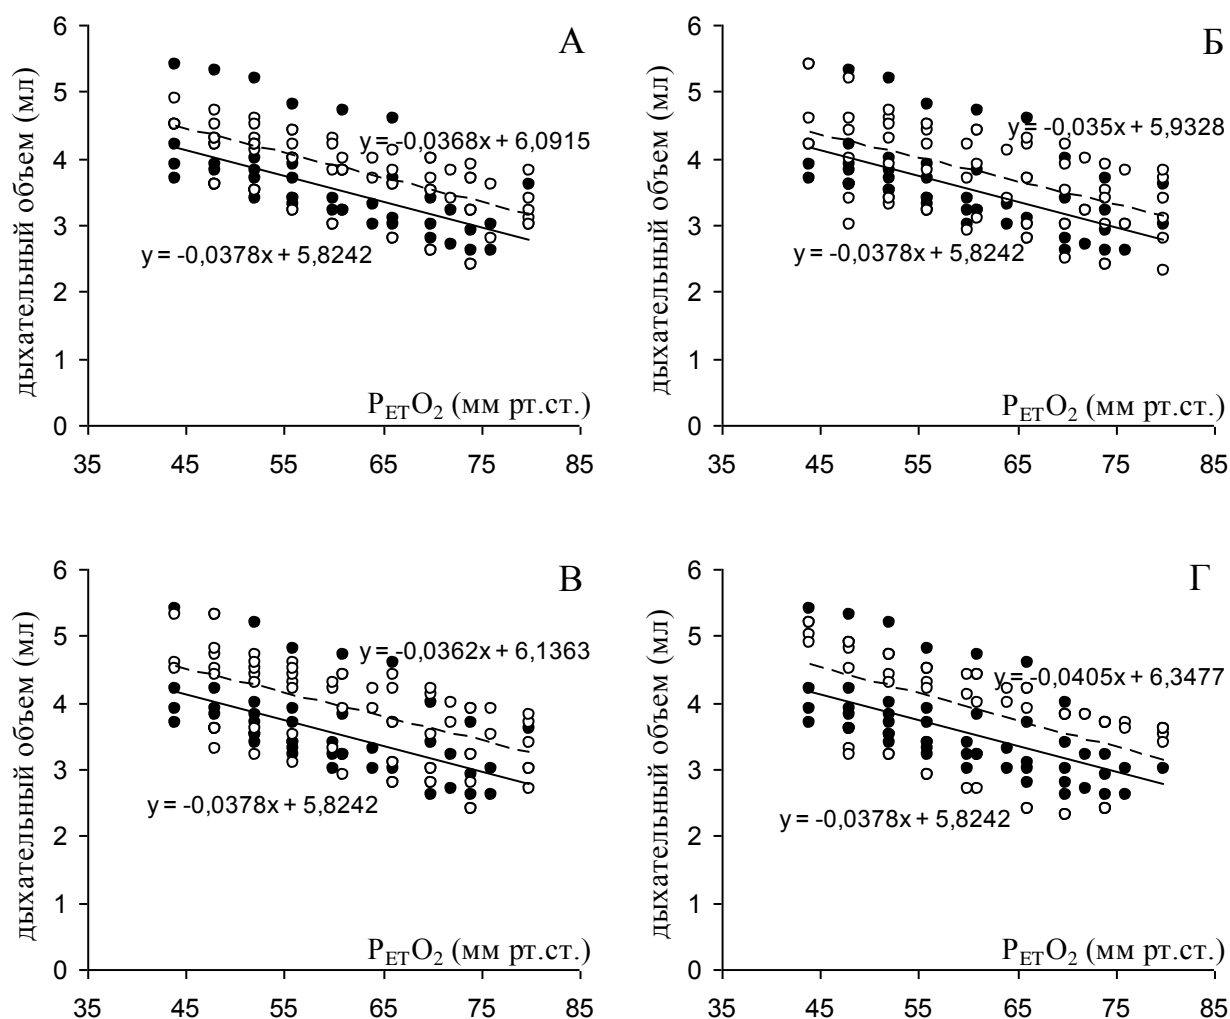 А
дыхательный объем (мл)
6
5
4
3
2
1
0
y = -0,0368x + 6,0915
y = -0,0378x + 5,8242
PETO2 (мм рт.ст.)
35 45 55 65 75 85
Б
дыхательный объем (мл)
6
5
4
3
2
1
0
y = -0,035x + 5,9328
y = -0,0378x + 5,8242
PETO2 (мм рт.ст.)
35 45 55 65 75 85
В
дыхательный объем (мл)
6
5
4
3
2
1
0
y = -0,0362x + 6,1363
y = -0,0378x + 5,8242
PETO2 (мм рт.ст.)
35 45 55 65 75 85
Г
дыхательный объем (мл)
6
5
4
3
2
1
0
y = -0,0405x + 6,3477
y = -0,0378x + 5,8242
PETO2 (мм рт.ст.)
35 45 55 65 75 85